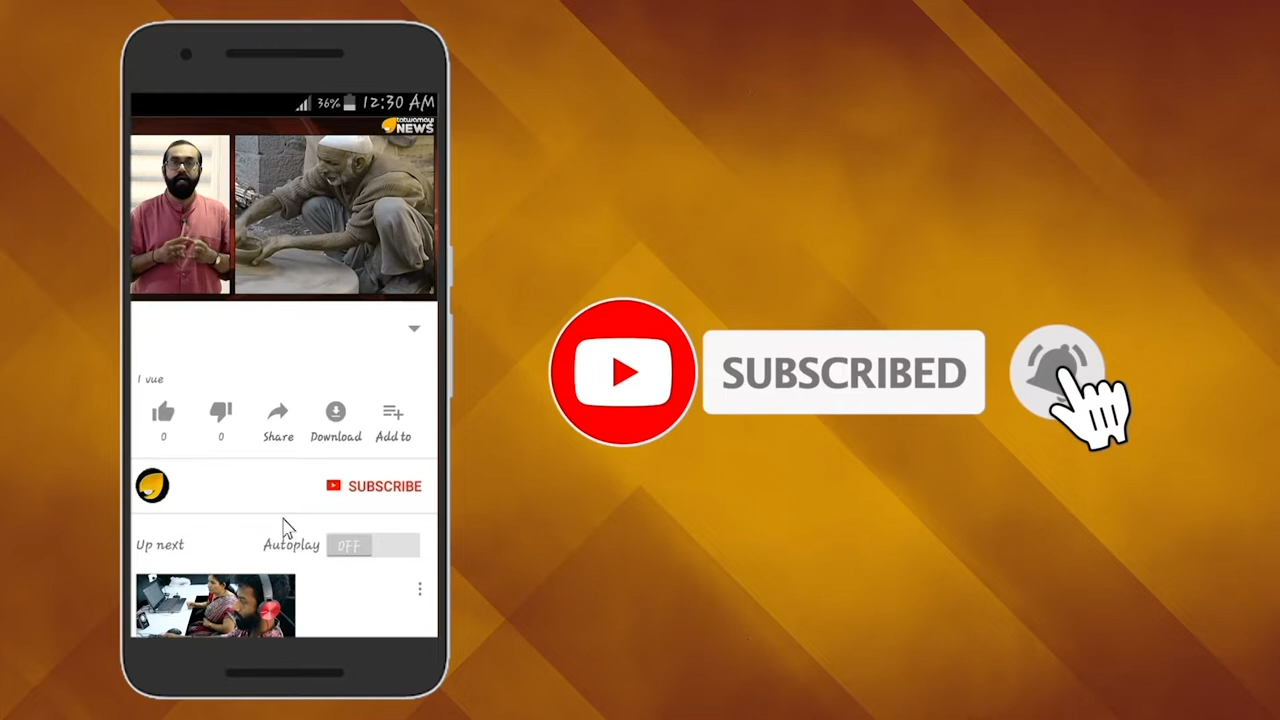 36% 12:30 AM
tatwamayi
NEWS
1 vue
0
0
Share
Download
Add to
SUBSCRIBE
Up next
Autoplay
OFF
SUBSCRIBED